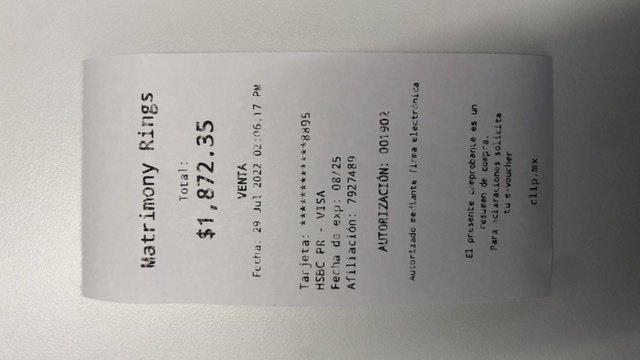 Matrimony Rings
Total:
$1,872.35
VENTA
Fecha: 29 Jul 2022 02:06:17 PM
Tarjeta: ************8895
HSBC PR - VISA
Fecha de exp: 08/25
Afiliación: 7927489
AUTORIZACIÓN: 001902
Autorizado mediante firma electrónica
El presente comprobante es un
resumen de compra.
Para aclaraciones solicita
tu e-voucher
clip.mx